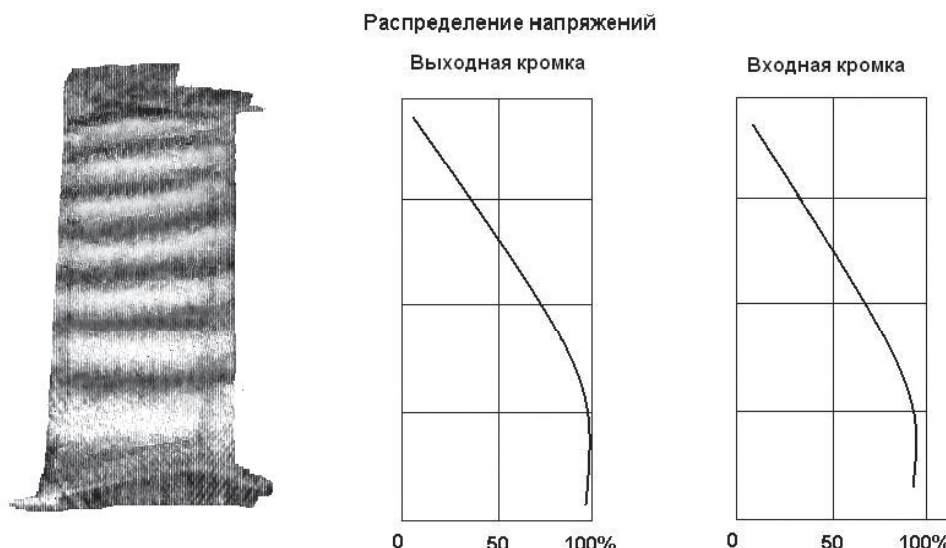 Распределение напряжений
Выходная кромка
Входная кромка
0 50 100%
0 50 100%